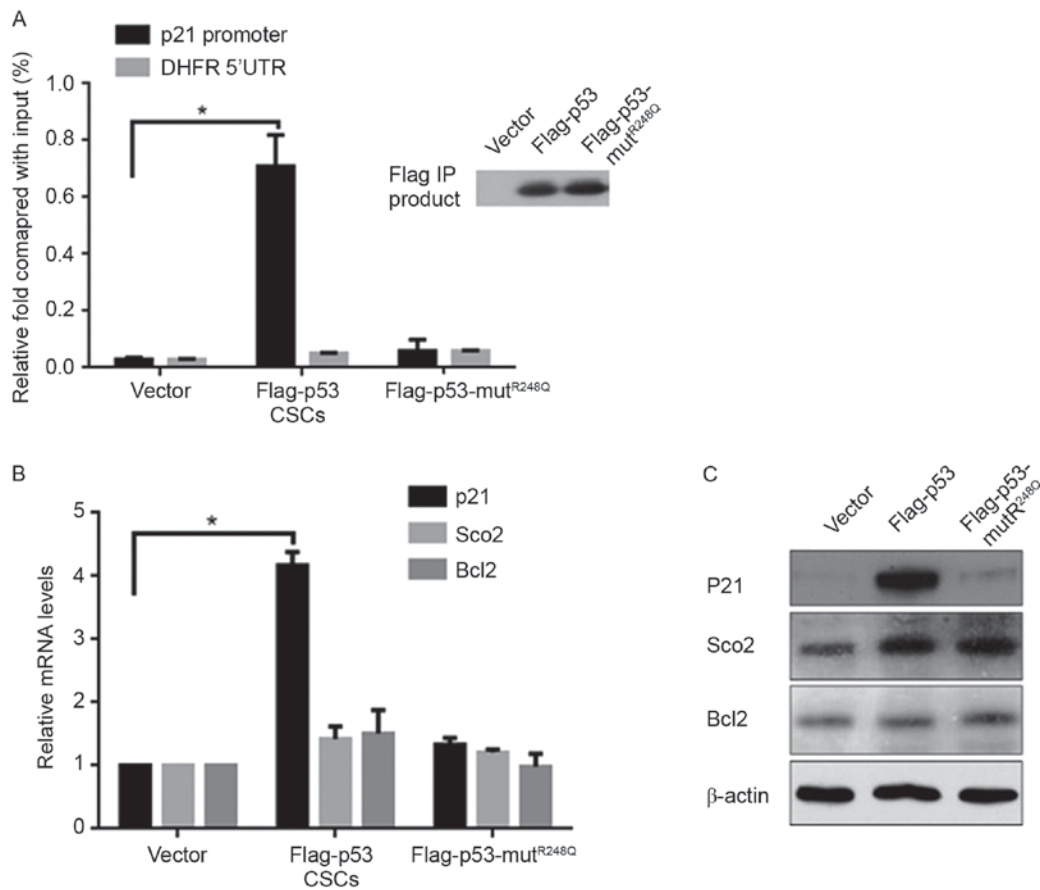 A
p21 promoter
DHFR 5'UTR
Relative fold comapred with input (%)
1.0
0.8
0.6
0.4
0.2
0.0
*
Vector
Flag-p53
CSCs
Flag-p53-mutR248Q
Vector
Flag-p53
Flag-p53-
mutR248Q
Flag IP
product
B
p21
Sco2
Bcl2
Relative mRNA levels
5
4
4
2
1
0
*
Vector
Flag-p53
CSCs
Flag-p53-mutR248Q
C
Vector
Flag-p53
Flag-p53-
mutR248Q
P21
Sco2
Bcl2
β-actin